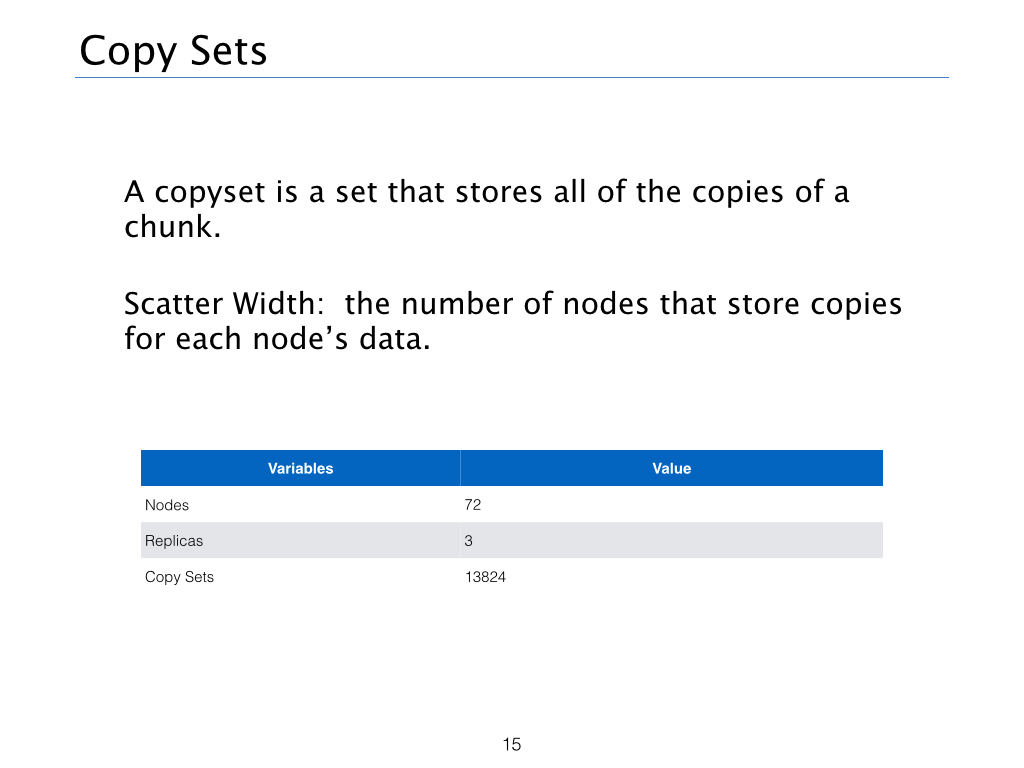 Copy Sets
A copyset is a set that stores all of the copies of a
chunk.
Scatter Width:  the number of nodes that store copies
for each node’s data.
Variables Value
Nodes 72
Replicas 3
Copy Sets 13824
15